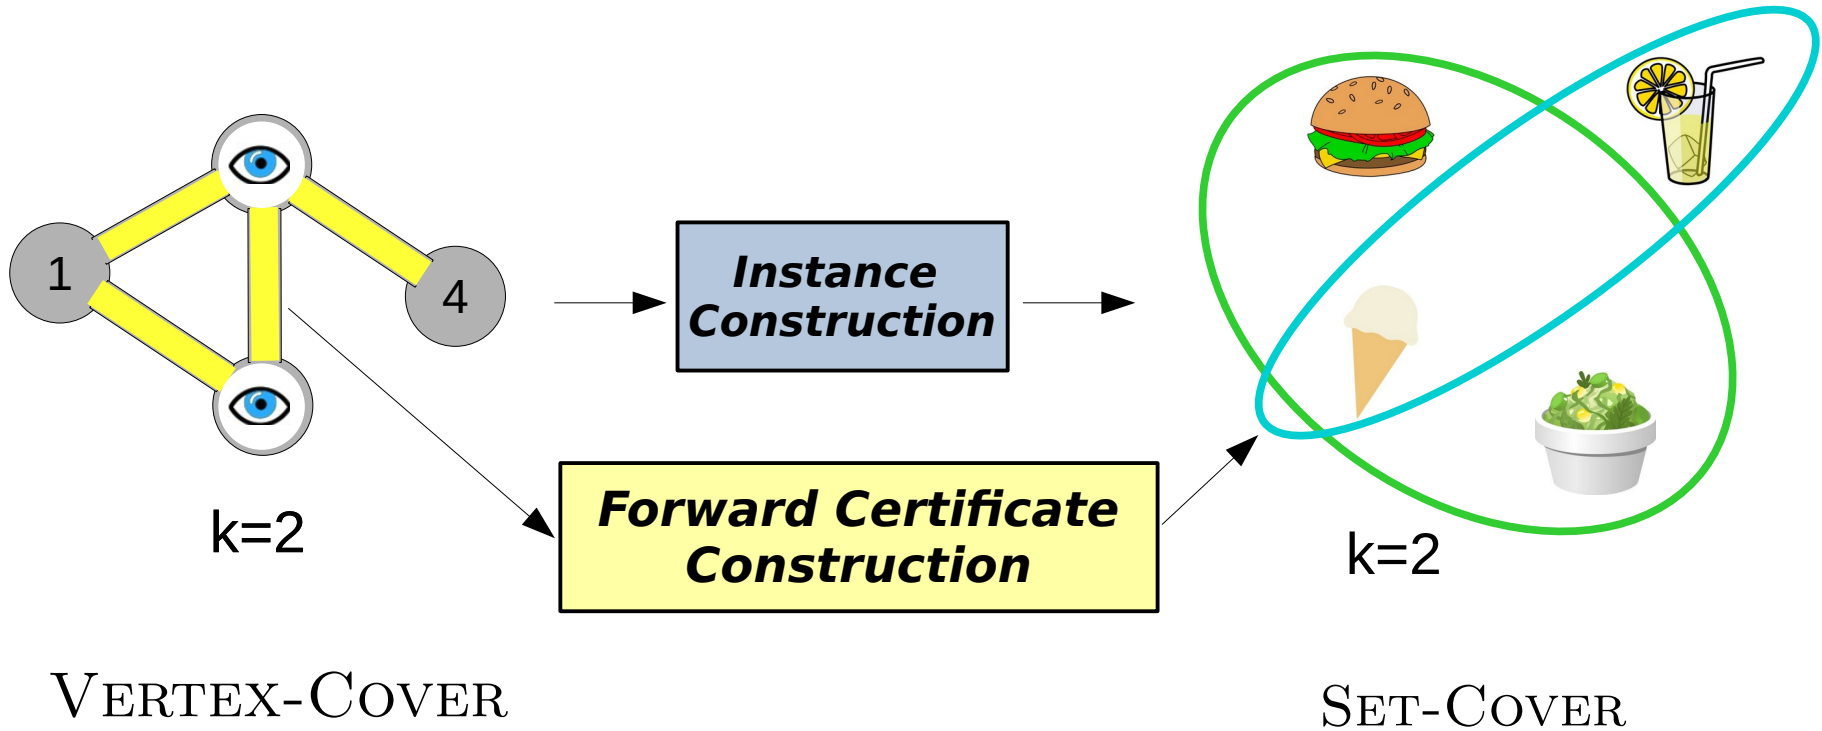 1
4
k=2
Instance
Construction
Forward Certificate
Construction
k=2
VERTEX-COVER
SET-COVER